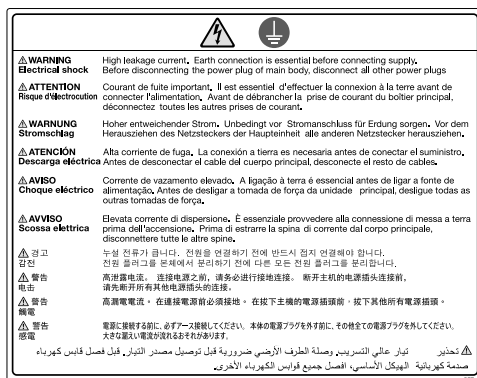 ⚠ WARNING High leakage current. Earth connection is essential before connecting supply.
Electrical shock Before disconnecting the power plug of main body, disconnect all other power plugs
⚠ ATTENTION Courant de fuite important. Il est essentiel d'effectuer la connexion à la terre avant de
Risque d'électrocution connecter l'alimentation. Avant de débrancher la prise de courant du boîtier principal,
déconnectez toutes les autres prises de courant.
⚠ WARNUNG Hoher entweichender Strom. Unbedingt vor Stromanschluss für Erdung sorgen. Vor dem
Stromschlag Herausziehen des Netzsteckers der Haupteinheit alle anderen Netzstecker herausziehen.
⚠ ATENCIÓN Alta corriente de fuga. La conexión a tierra es necesaria antes de conectar el suministro.
Descarga eléctrica Antes de desconectar el cable del cuerpo principal, desconecte el resto de cables.
⚠ AVISO Corrente de vazamento elevado. A ligação à terra é essencial antes de ligar a fonte de
Choque eléctrico alimentação. Antes de desligar a tomada de força da unidade principal, desligue todas as
outras tomadas de força.
⚠ AVVISO Elevata corrente di dispersione. È essenziale provvedere alla connessione di messa a terra
Scossa elettrica prima dell'accensione. Prima di estrarre la spina di corrente dal corpo principale,
disconnettere tutte le altre spine.
⚠ 경고 누설 전류가 큽니다. 전원을 연결하기 전에 반드시 접지 연결해야 합니다.
감전 전원 플러그를 본체에서 분리하기 전에 다른 모든 전원 플러그를 분리합니다.
⚠ 警告 高泄露电流。 连接电源之前，请务必进行接地连接。 断开主机的电源插头连接前，
电击 请先断开所有其他电源插头的连接。
⚠ 警告 高漏電電流。在連接電源前必須接地。在拔下主機的電源插頭前，拔下其他所有電源插頭。
觸電
⚠ 警告 電源に接続する前に、必ずアース接続してください。本体の電源プラグを外す前に、その他全ての電源プラグを外してください。
感電 大きな漏えい電流が流れるおそれがあります。
⚠ تحذير تيار عالي التسريب. وصلة الطرف الأرضي ضرورية قبل توصيل مصدر التيار. قبل فصل قابس كهرباء
صدمة كهربائية الهيكل الأساسي، افصل جميع قوابس الكهرباء الأخرى.